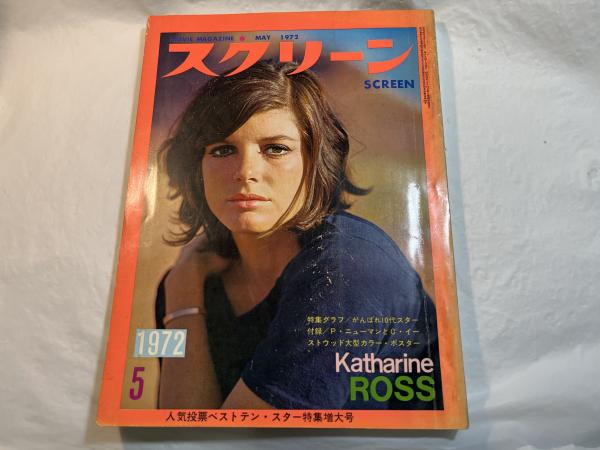 MOVIE MAGAZINE ● MAY 1972
スクリーン
SCREEN
特集グラフ/がんばれ10代スター
付録/P・ニューマンとC・イー
ストウッド大型カラー・ポスター
Katharine
ROSS
1972
5
人気投票ベストテン・スター特集増大号